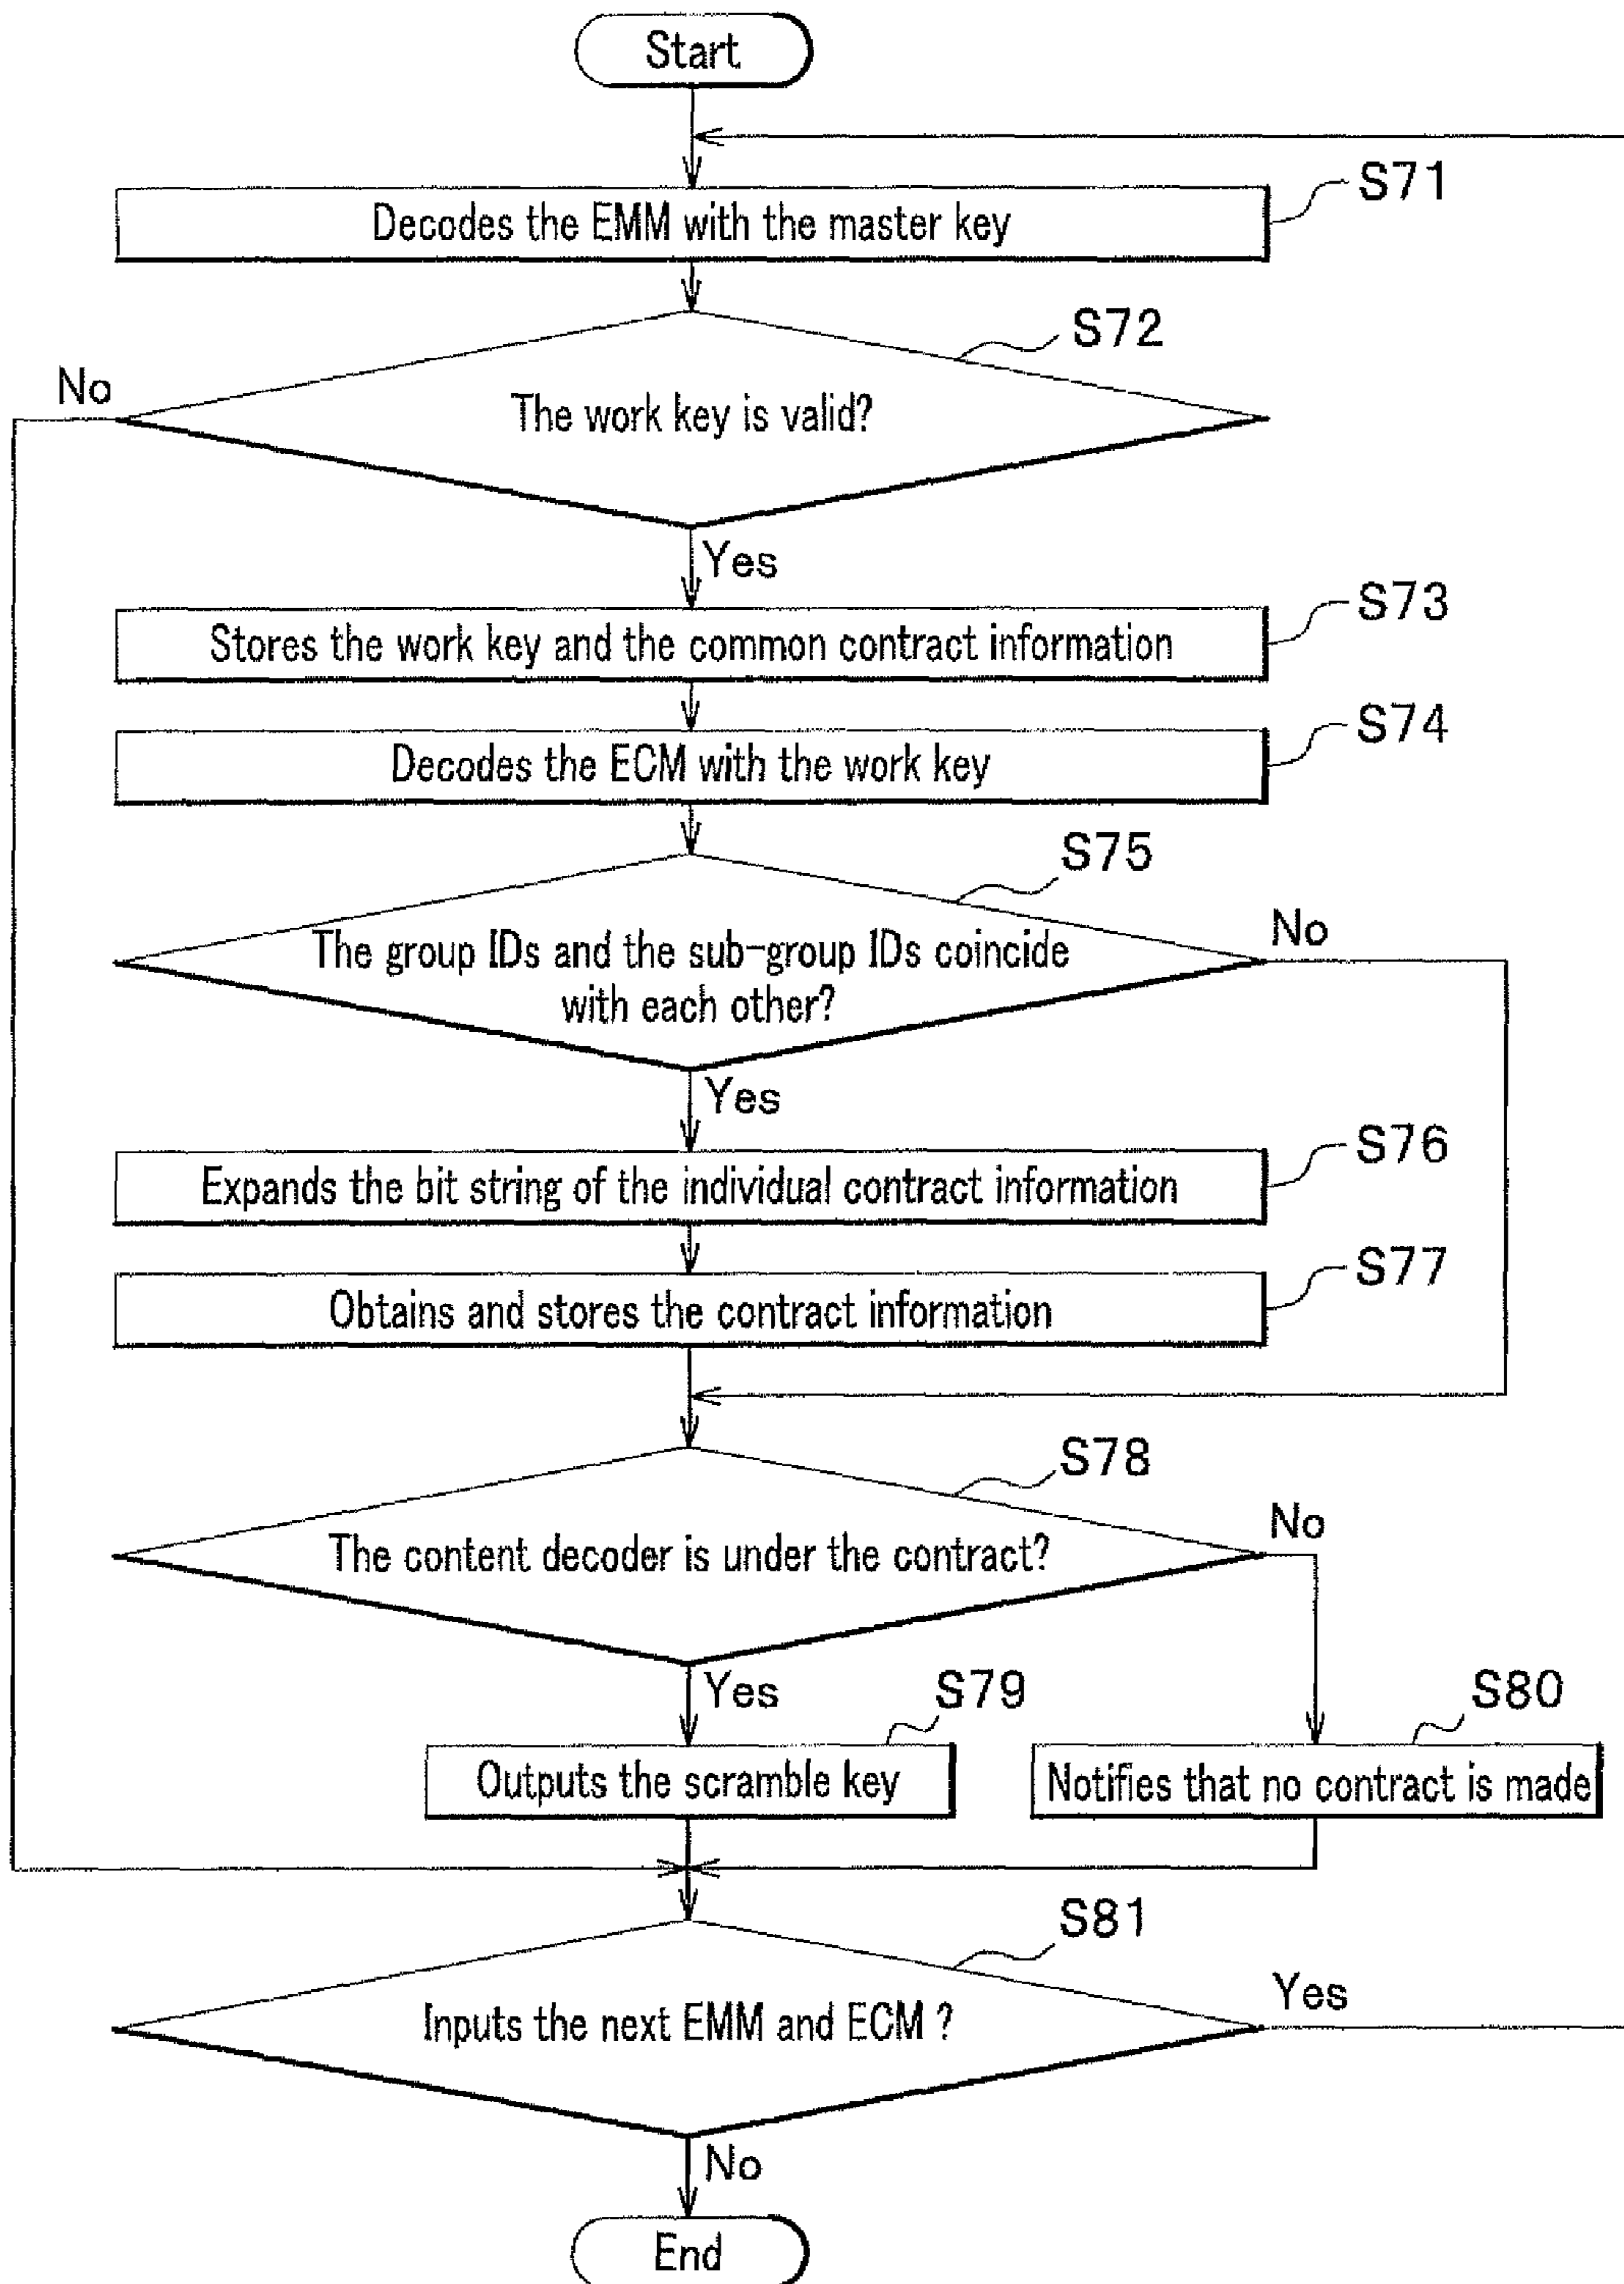 Start
S71
Decodes the EMM with the master key
S72
No
The work key is valid?
Yes
S73
Stores the work key and the common contract information
S74
Decodes the ECM with the work key
S75
No
The group IDs and the sub-group IDs coincide
with each other?
Yes
S76
Expands the bit string of the individual contract information
S77
Obtains and stores the contract information
S78
No
The content decoder is under the contract?
Yes
S79
S80
Outputs the scramble key
Notifies that no contract is made
S81
Yes
Inputs the next EMM and ECM ?
No
End